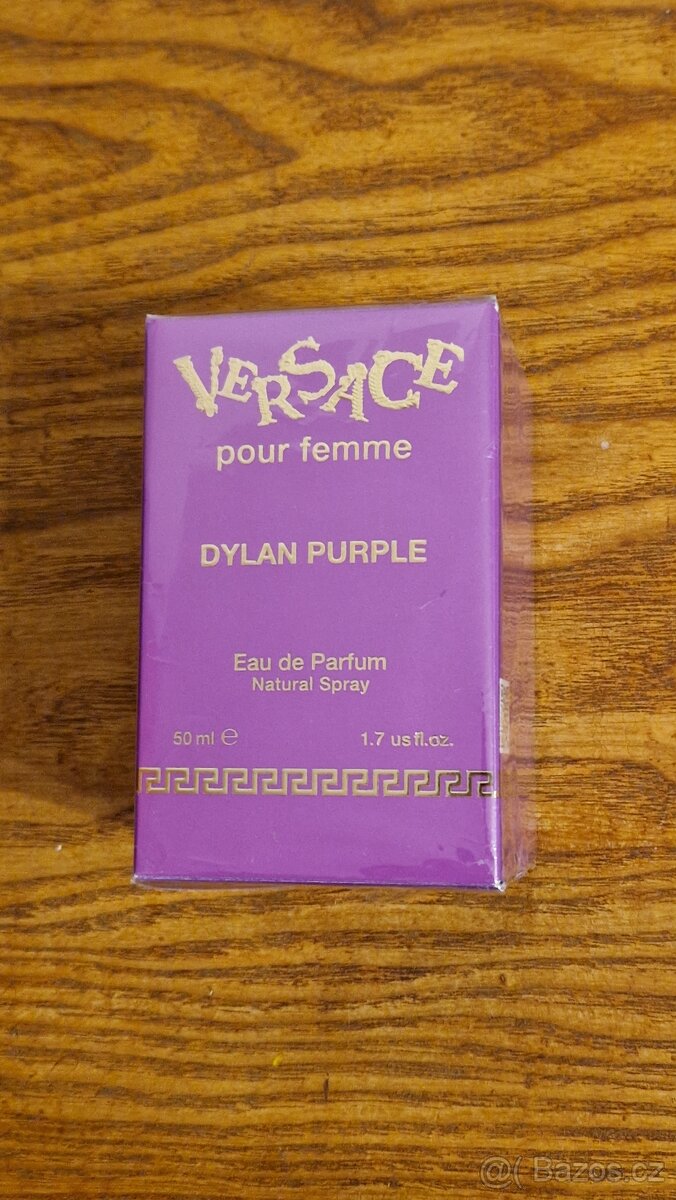 VERSACE
pour femme
DYLAN PURPLE
Eau de Parfum
Natural Spray
50 ml ℮ 1.7 us fl.oz.
@( Bazos.cz